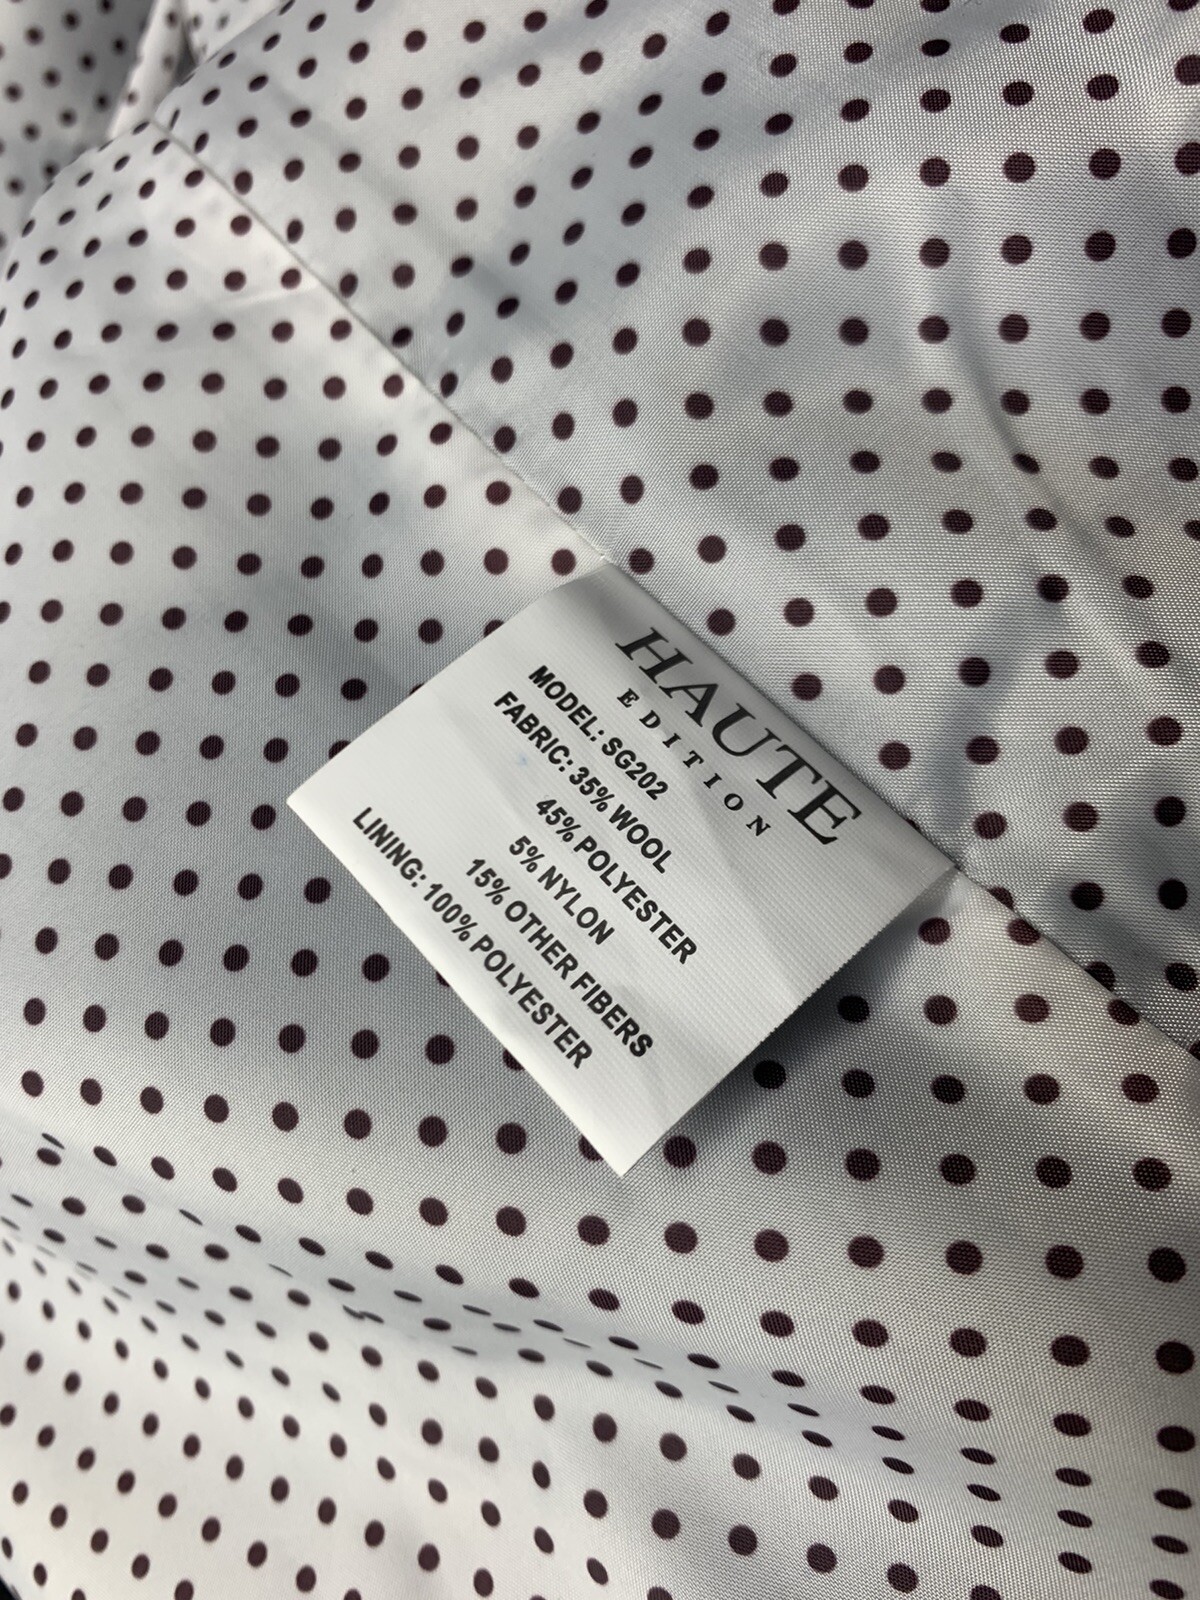 HAUTE
EDITION
MODEL: SG202
FABRIC: 35% WOOL
45% POLYESTER
5% NYLON
15% OTHER FIBERS
LINING: 100% POLYESTER